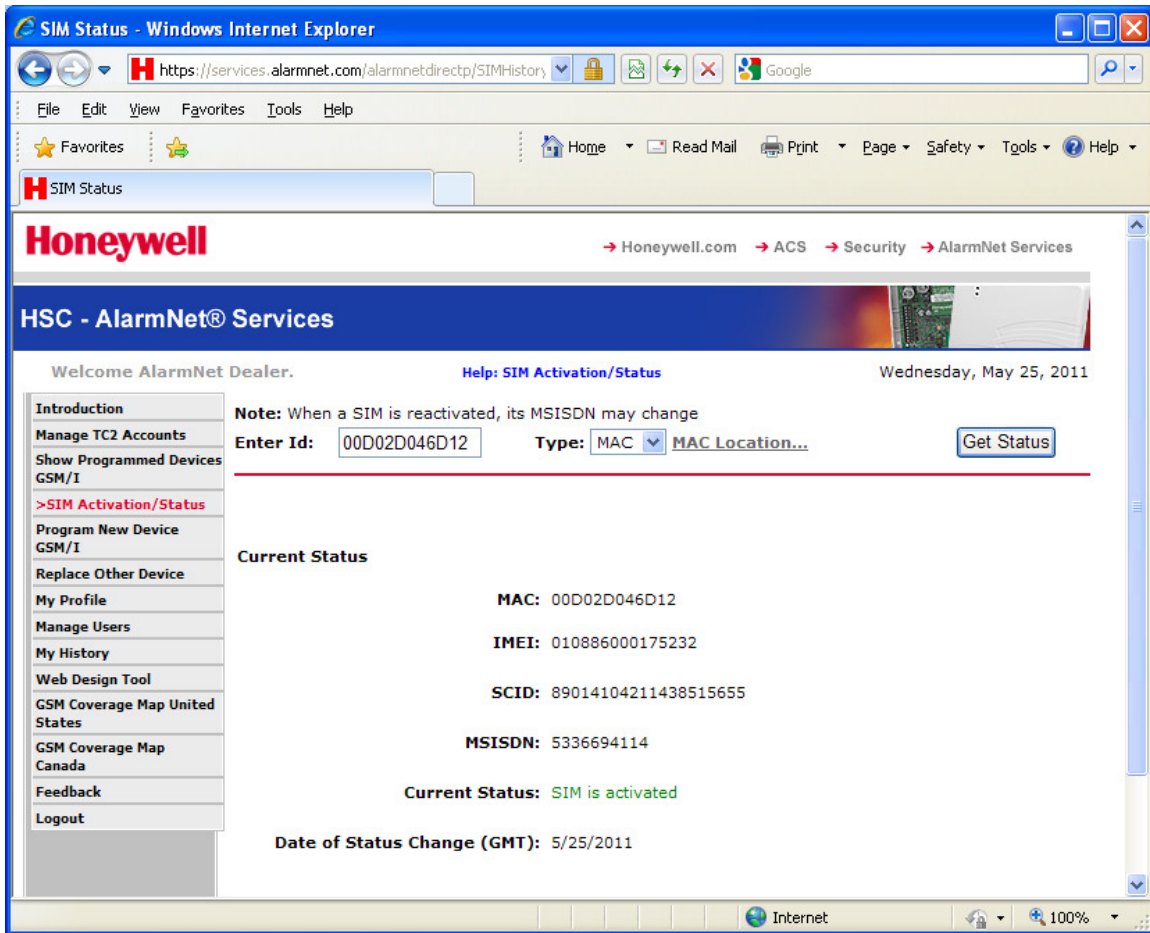 SIM Status - Windows Internet Explorer
https://services.alarmnet.com/alarmnetdirectp/SIMHistory
Google
File Edit View Favorites Tools Help
Favorites
Home Read Mail Print Page Safety Tools Help
SIM Status
Honeywell
Honeywell.com ACS Security AlarmNet Services
HSC - AlarmNet® Services
Welcome AlarmNet Dealer. Help: SIM Activation/Status Wednesday, May 25, 2011
Introduction
Manage TC2 Accounts
Show Programmed Devices
GSM/I
>SIM Activation/Status
Program New Device
GSM/I
Replace Other Device
My Profile
Manage Users
My History
Web Design Tool
GSM Coverage Map United
States
GSM Coverage Map
Canada
Feedback
Logout
Note: When a SIM is reactivated, its MSISDN may change
Enter Id: 00D02D046D12 Type: MAC MAC Location... Get Status
Current Status
MAC: 00D02D046D12
IMEI: 010886000175232
SCID: 89014104211438515655
MSISDN: 5336694114
Current Status: SIM is activated
Date of Status Change (GMT): 5/25/2011
Internet 100%